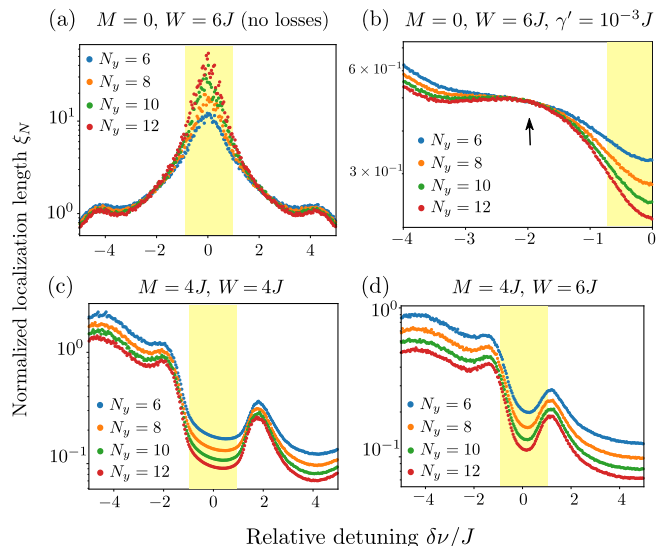 (a)
M = 0, W = 6J (no losses)
N_y = 6
N_y = 8
N_y = 10
N_y = 12
10^1
10^0
−4 −2 0 2 4
(b)
M = 0, W = 6J, γ′ = 10^{−3}J
6 × 10^{−1}
3 × 10^{−1}
N_y = 6
N_y = 8
N_y = 10
N_y = 12
−4 −3 −2 −1 0
Normalized localization length ξ_N
(c)
M = 4J, W = 4J
10^0
10^{−1}
N_y = 6
N_y = 8
N_y = 10
N_y = 12
−4 −2 0 2 4
(d)
M = 4J, W = 6J
10^0
10^{−1}
N_y = 6
N_y = 8
N_y = 10
N_y = 12
−4 −2 0 2 4
Relative detuning δν/J